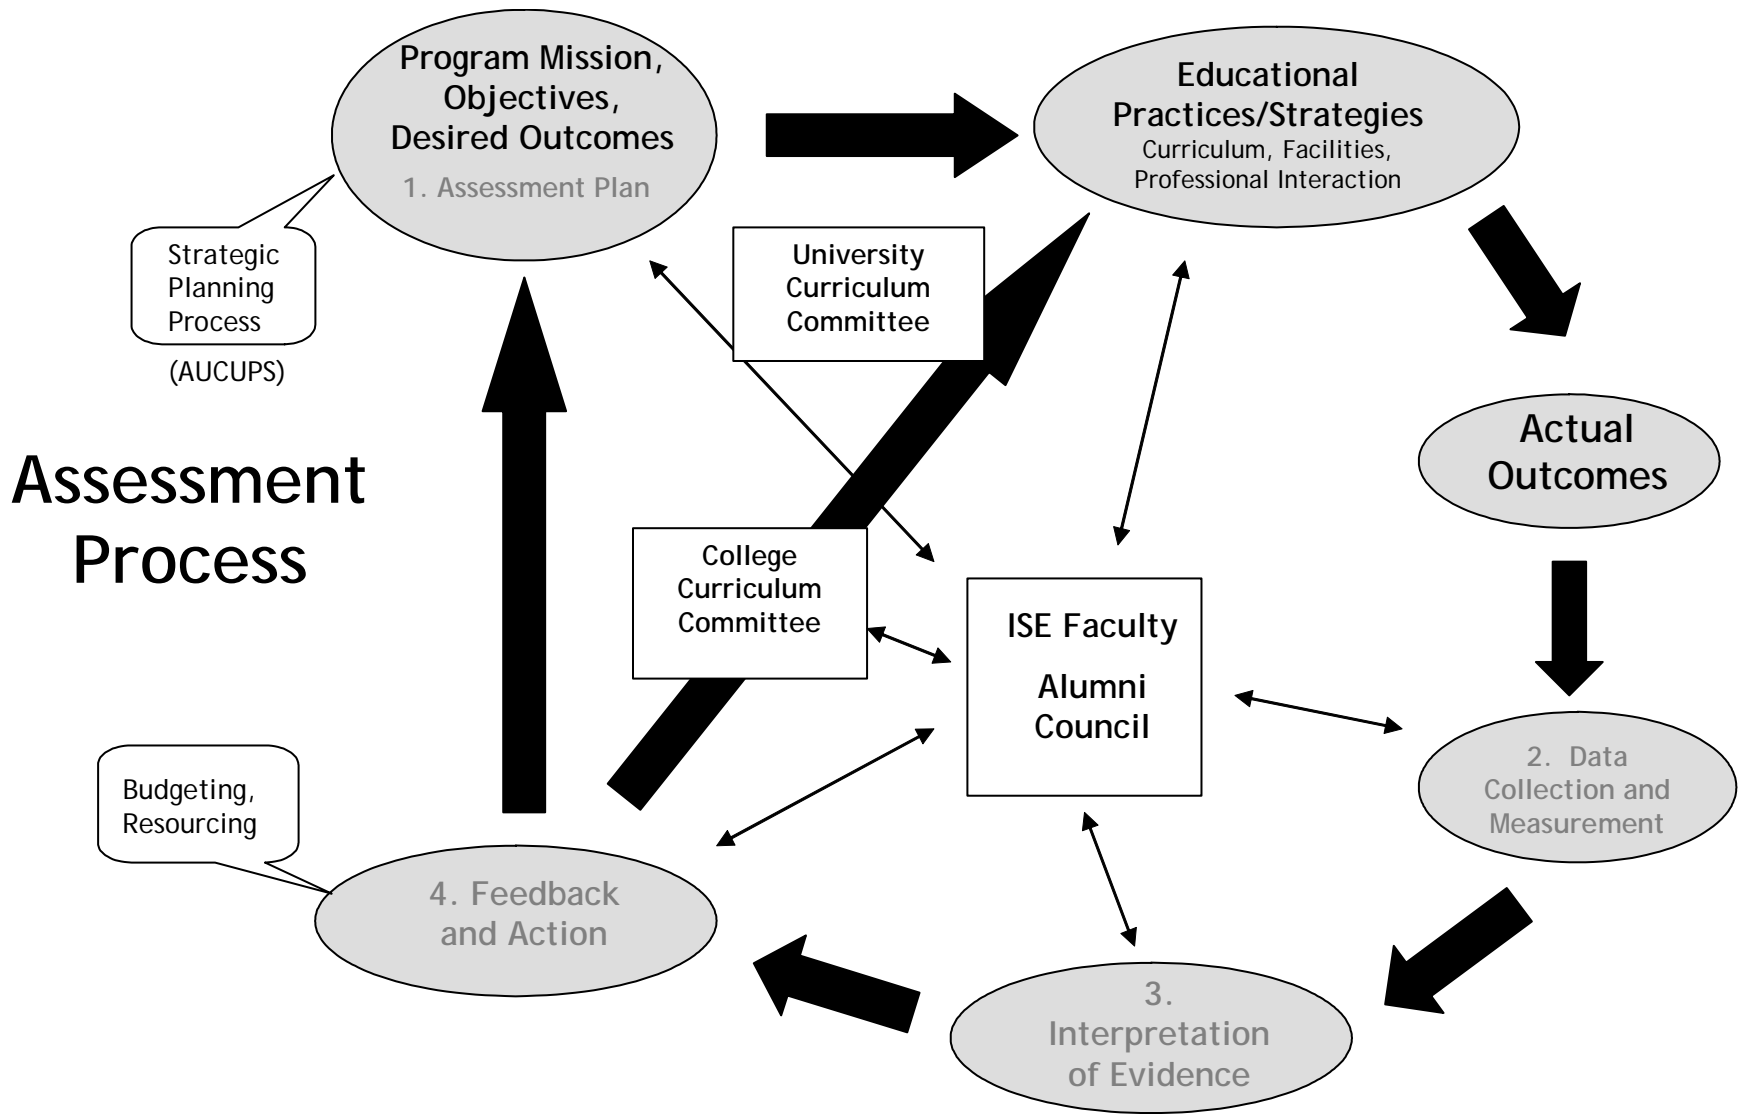 Program Mission,
Objectives,
Desired Outcomes
1. Assessment Plan
Educational
Practices/Strategies
Curriculum, Facilities,
Professional Interaction
Strategic
Planning
Process
(AUCUPS)
University
Curriculum
Committee
Actual
Outcomes
Assessment
Process
College
Curriculum
Committee
ISE Faculty
Alumni
Council
2. Data
Collection and
Measurement
Budgeting,
Resourcing
4. Feedback
and Action
3.
Interpretation
of Evidence